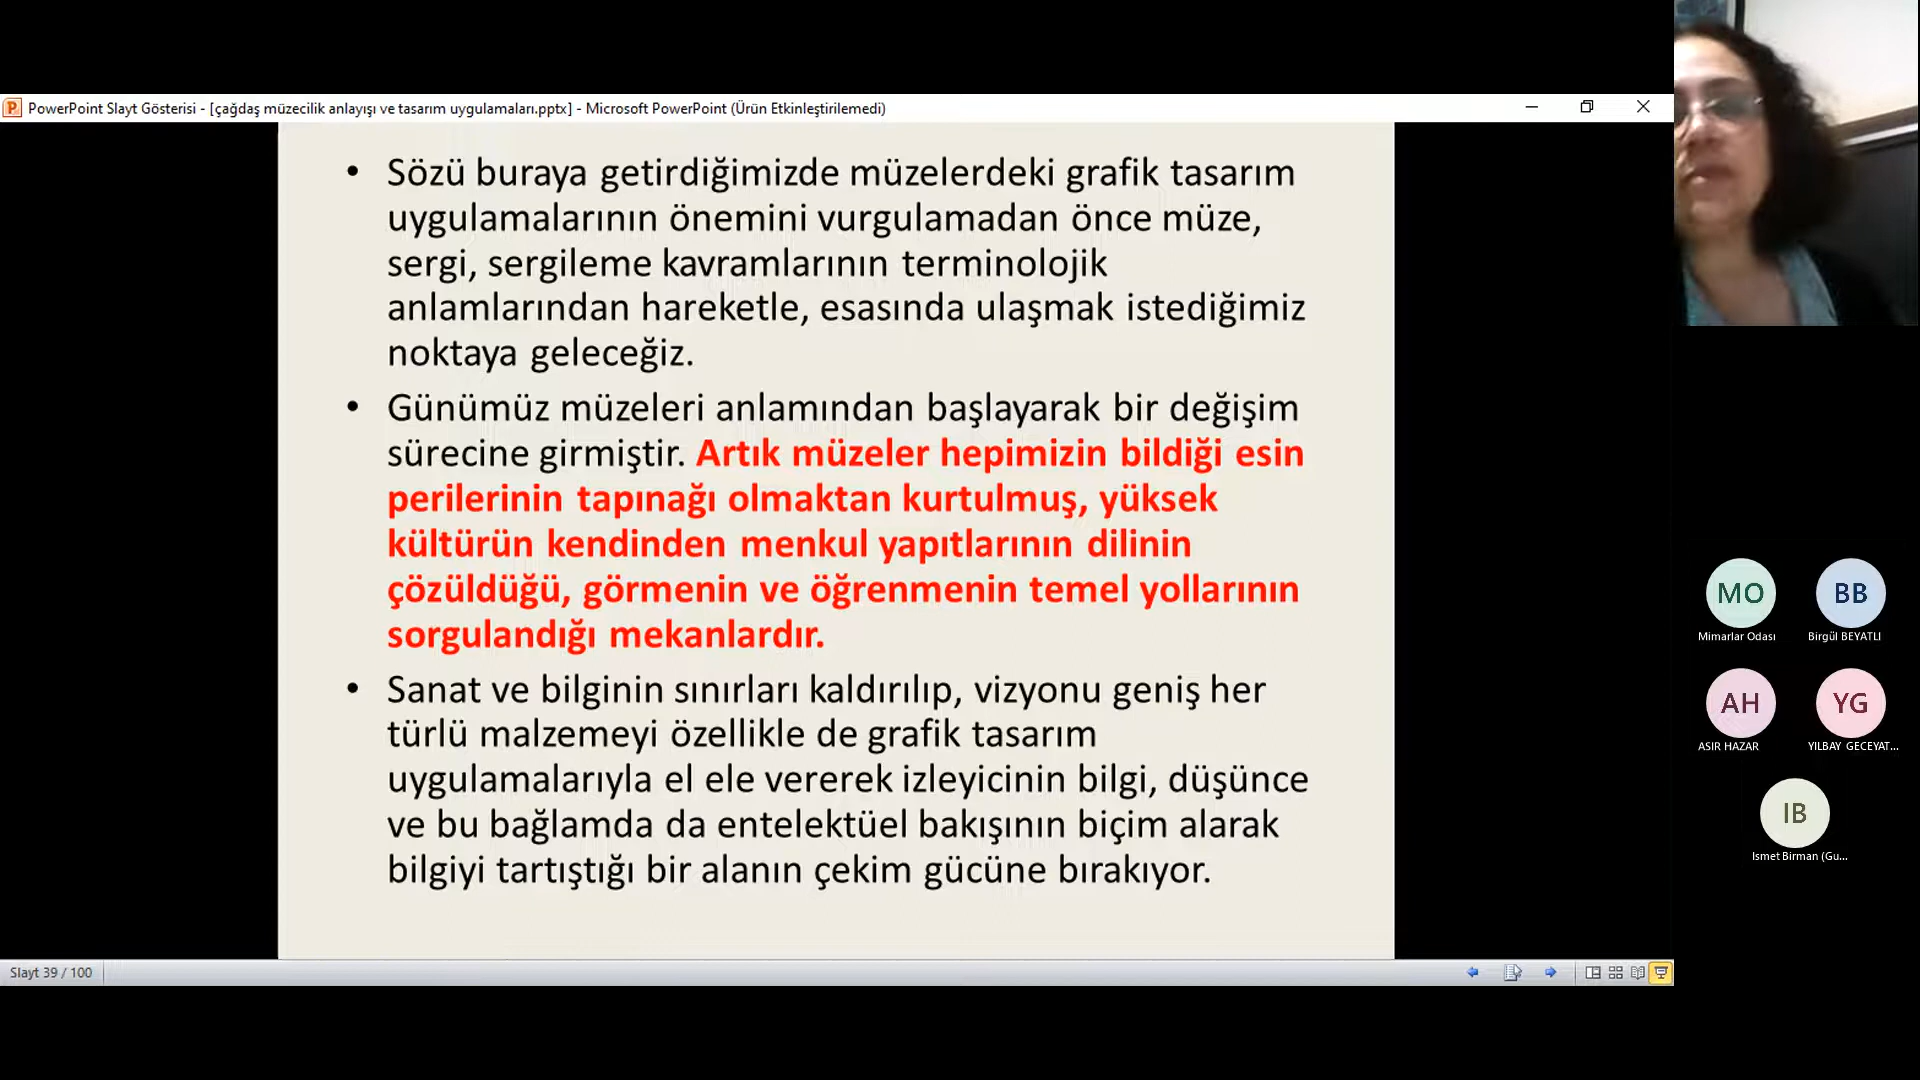 PowerPoint Slayt Gösterisi - [çağdaş müzecilik anlayışı ve tasarım uygulamaları.pptx] - Microsoft PowerPoint (Ürün Etkinleştirilemedi)
• Sözü buraya getirdiğimizde müzelerdeki grafik tasarım
uygulamalarının önemini vurgulamadan önce müze,
sergi, sergileme kavramlarının terminolojik
anlamlarından hareketle, esasında ulaşmak istediğimiz
noktaya geleceğiz.
• Günümüz müzeleri anlamından başlayarak bir değişim
sürecine girmiştir. Artık müzeler hepimizin bildiği esin
perilerinin tapınağı olmaktan kurtulmuş, yüksek
kültürün kendinden menkul yapıtlarının dilinin
çözüldüğü, görmenin ve öğrenmenin temel yollarının
sorgulandığı mekanlardır.
• Sanat ve bilginin sınırları kaldırılıp, vizyonu geniş her
türlü malzemeyi özellikle de grafik tasarım
uygulamalarıyla el ele vererek izleyicinin bilgi, düşünce
ve bu bağlamda da entelektüel bakışının biçim alarak
bilgiyi tartıştığı bir alanın çekim gücüne bırakıyor.
Slayt 39 / 100
MO
Mimarlar Odası
BB
Birgül BEYATLI
AH
ASIR HAZAR
YG
YILBAY GECEYAT...
IB
Ismet Birman (Gu...